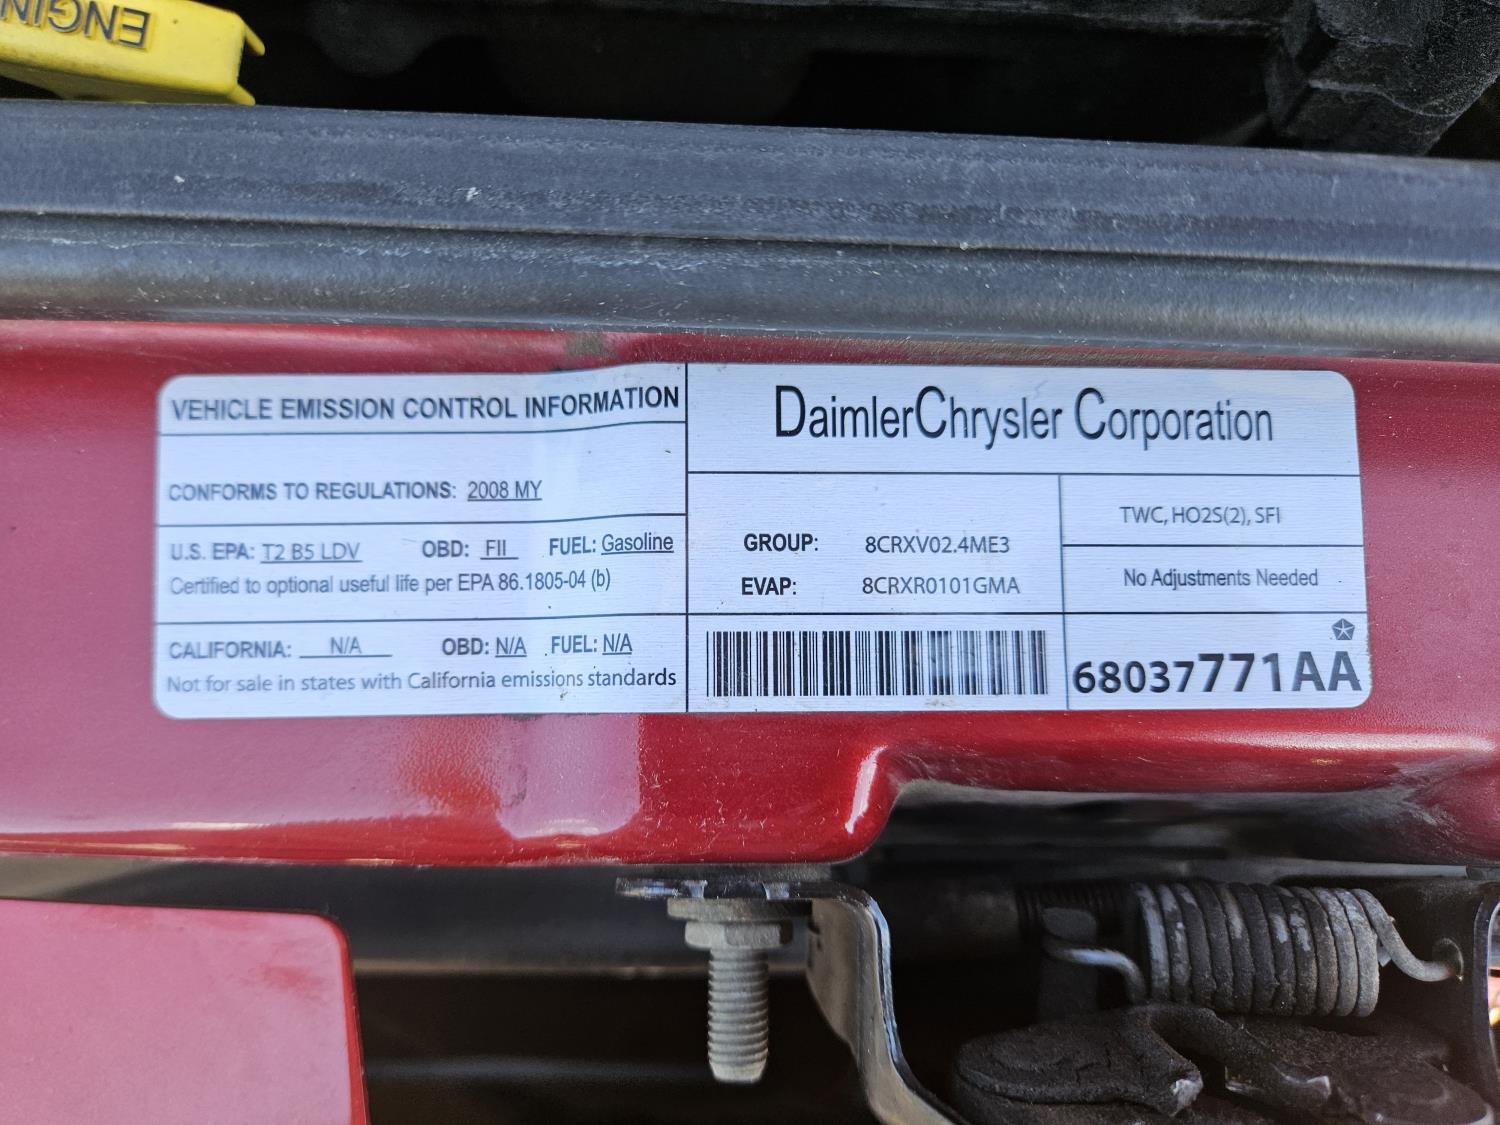 ENGIN
VEHICLE EMISSION CONTROL INFORMATION
CONFORMS TO REGULATIONS: 2008 MY
U.S. EPA: T2 B5 LDV OBD: FII FUEL: Gasoline
Certified to optional useful life per EPA 86.1805-04 (b)
CALIFORNIA: N/A OBD: N/A FUEL: N/A
Not for sale in states with California emissions standards
DaimlerChrysler Corporation
GROUP: 8CRXV02.4ME3
EVAP: 8CRXR0101GMA
TWC, HO2S(2), SFI
No Adjustments Needed
68037771AA